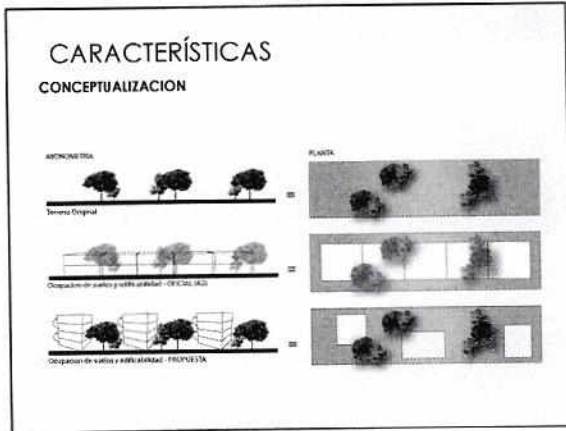 CARACTERÍSTICAS
CONCEPTUALIZACION
AXONOMETRIA
PLANTA
=
Terreno Original
=
Ocupacion de suelos y edificabilidad - OFICIAL
=
Ocupacion de suelos y edificabilidad - PROPUESTA